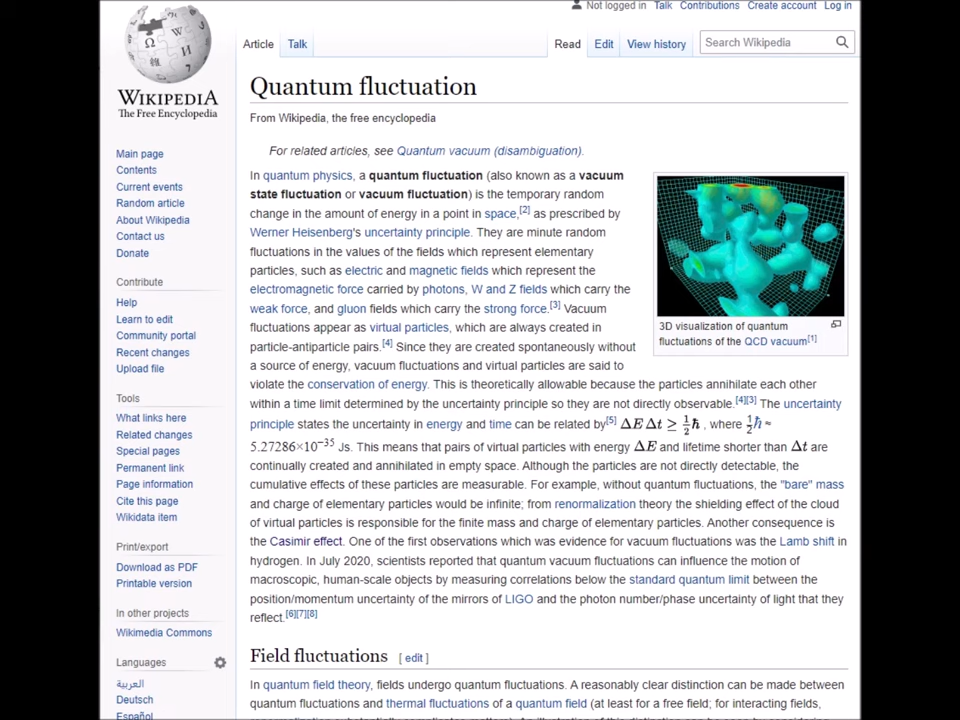 Not logged in Talk Contributions Create account Log in
WIKIPEDIA
The Free Encyclopedia
Article Talk Read Edit View history Search Wikipedia
Main page
Contents
Current events
Random article
About Wikipedia
Contact us
Donate
Contribute
Help
Learn to edit
Community portal
Recent changes
Upload file
Tools
What links here
Related changes
Special pages
Permanent link
Page information
Cite this page
Wikidata item
Print/export
Download as PDF
Printable version
In other projects
Wikimedia Commons
Languages
العربية
Deutsch
Español
Quantum fluctuation
From Wikipedia, the free encyclopedia
For related articles, see Quantum vacuum (disambiguation).
In quantum physics, a quantum fluctuation (also known as a vacuum
state fluctuation or vacuum fluctuation) is the temporary random
change in the amount of energy in a point in space,[2] as prescribed by
Werner Heisenberg's uncertainty principle. They are minute random
fluctuations in the values of the fields which represent elementary
particles, such as electric and magnetic fields which represent the
electromagnetic force carried by photons, W and Z fields which carry the
weak force, and gluon fields which carry the strong force.[3] Vacuum
fluctuations appear as virtual particles, which are always created in
particle-antiparticle pairs.[4] Since they are created spontaneously without
a source of energy, vacuum fluctuations and virtual particles are said to
violate the conservation of energy. This is theoretically allowable because the particles annihilate each other
within a time limit determined by the uncertainty principle so they are not directly observable.[4][3] The uncertainty
principle states the uncertainty in energy and time can be related by[5] ΔE Δt ≥ ½ħ, where ½ħ ≈
5.27286×10⁻³⁵ Js. This means that pairs of virtual particles with energy ΔE and lifetime shorter than Δt are
continually created and annihilated in empty space. Although the particles are not directly detectable, the
cumulative effects of these particles are measurable. For example, without quantum fluctuations, the "bare" mass
and charge of elementary particles would be infinite; from renormalization theory the shielding effect of the cloud
of virtual particles is responsible for the finite mass and charge of elementary particles. Another consequence is
the Casimir effect. One of the first observations which was evidence for vacuum fluctuations was the Lamb shift in
hydrogen. In July 2020, scientists reported that quantum vacuum fluctuations can influence the motion of
macroscopic, human-scale objects by measuring correlations below the standard quantum limit between the
position/momentum uncertainty of the mirrors of LIGO and the photon number/phase uncertainty of light that they
reflect.[6][7][8]
3D visualization of quantum
fluctuations of the QCD vacuum[1]
Field fluctuations [ edit ]
In quantum field theory, fields undergo quantum fluctuations. A reasonably clear distinction can be made between
quantum fluctuations and thermal fluctuations of a quantum field (at least for a free field; for interacting fields,